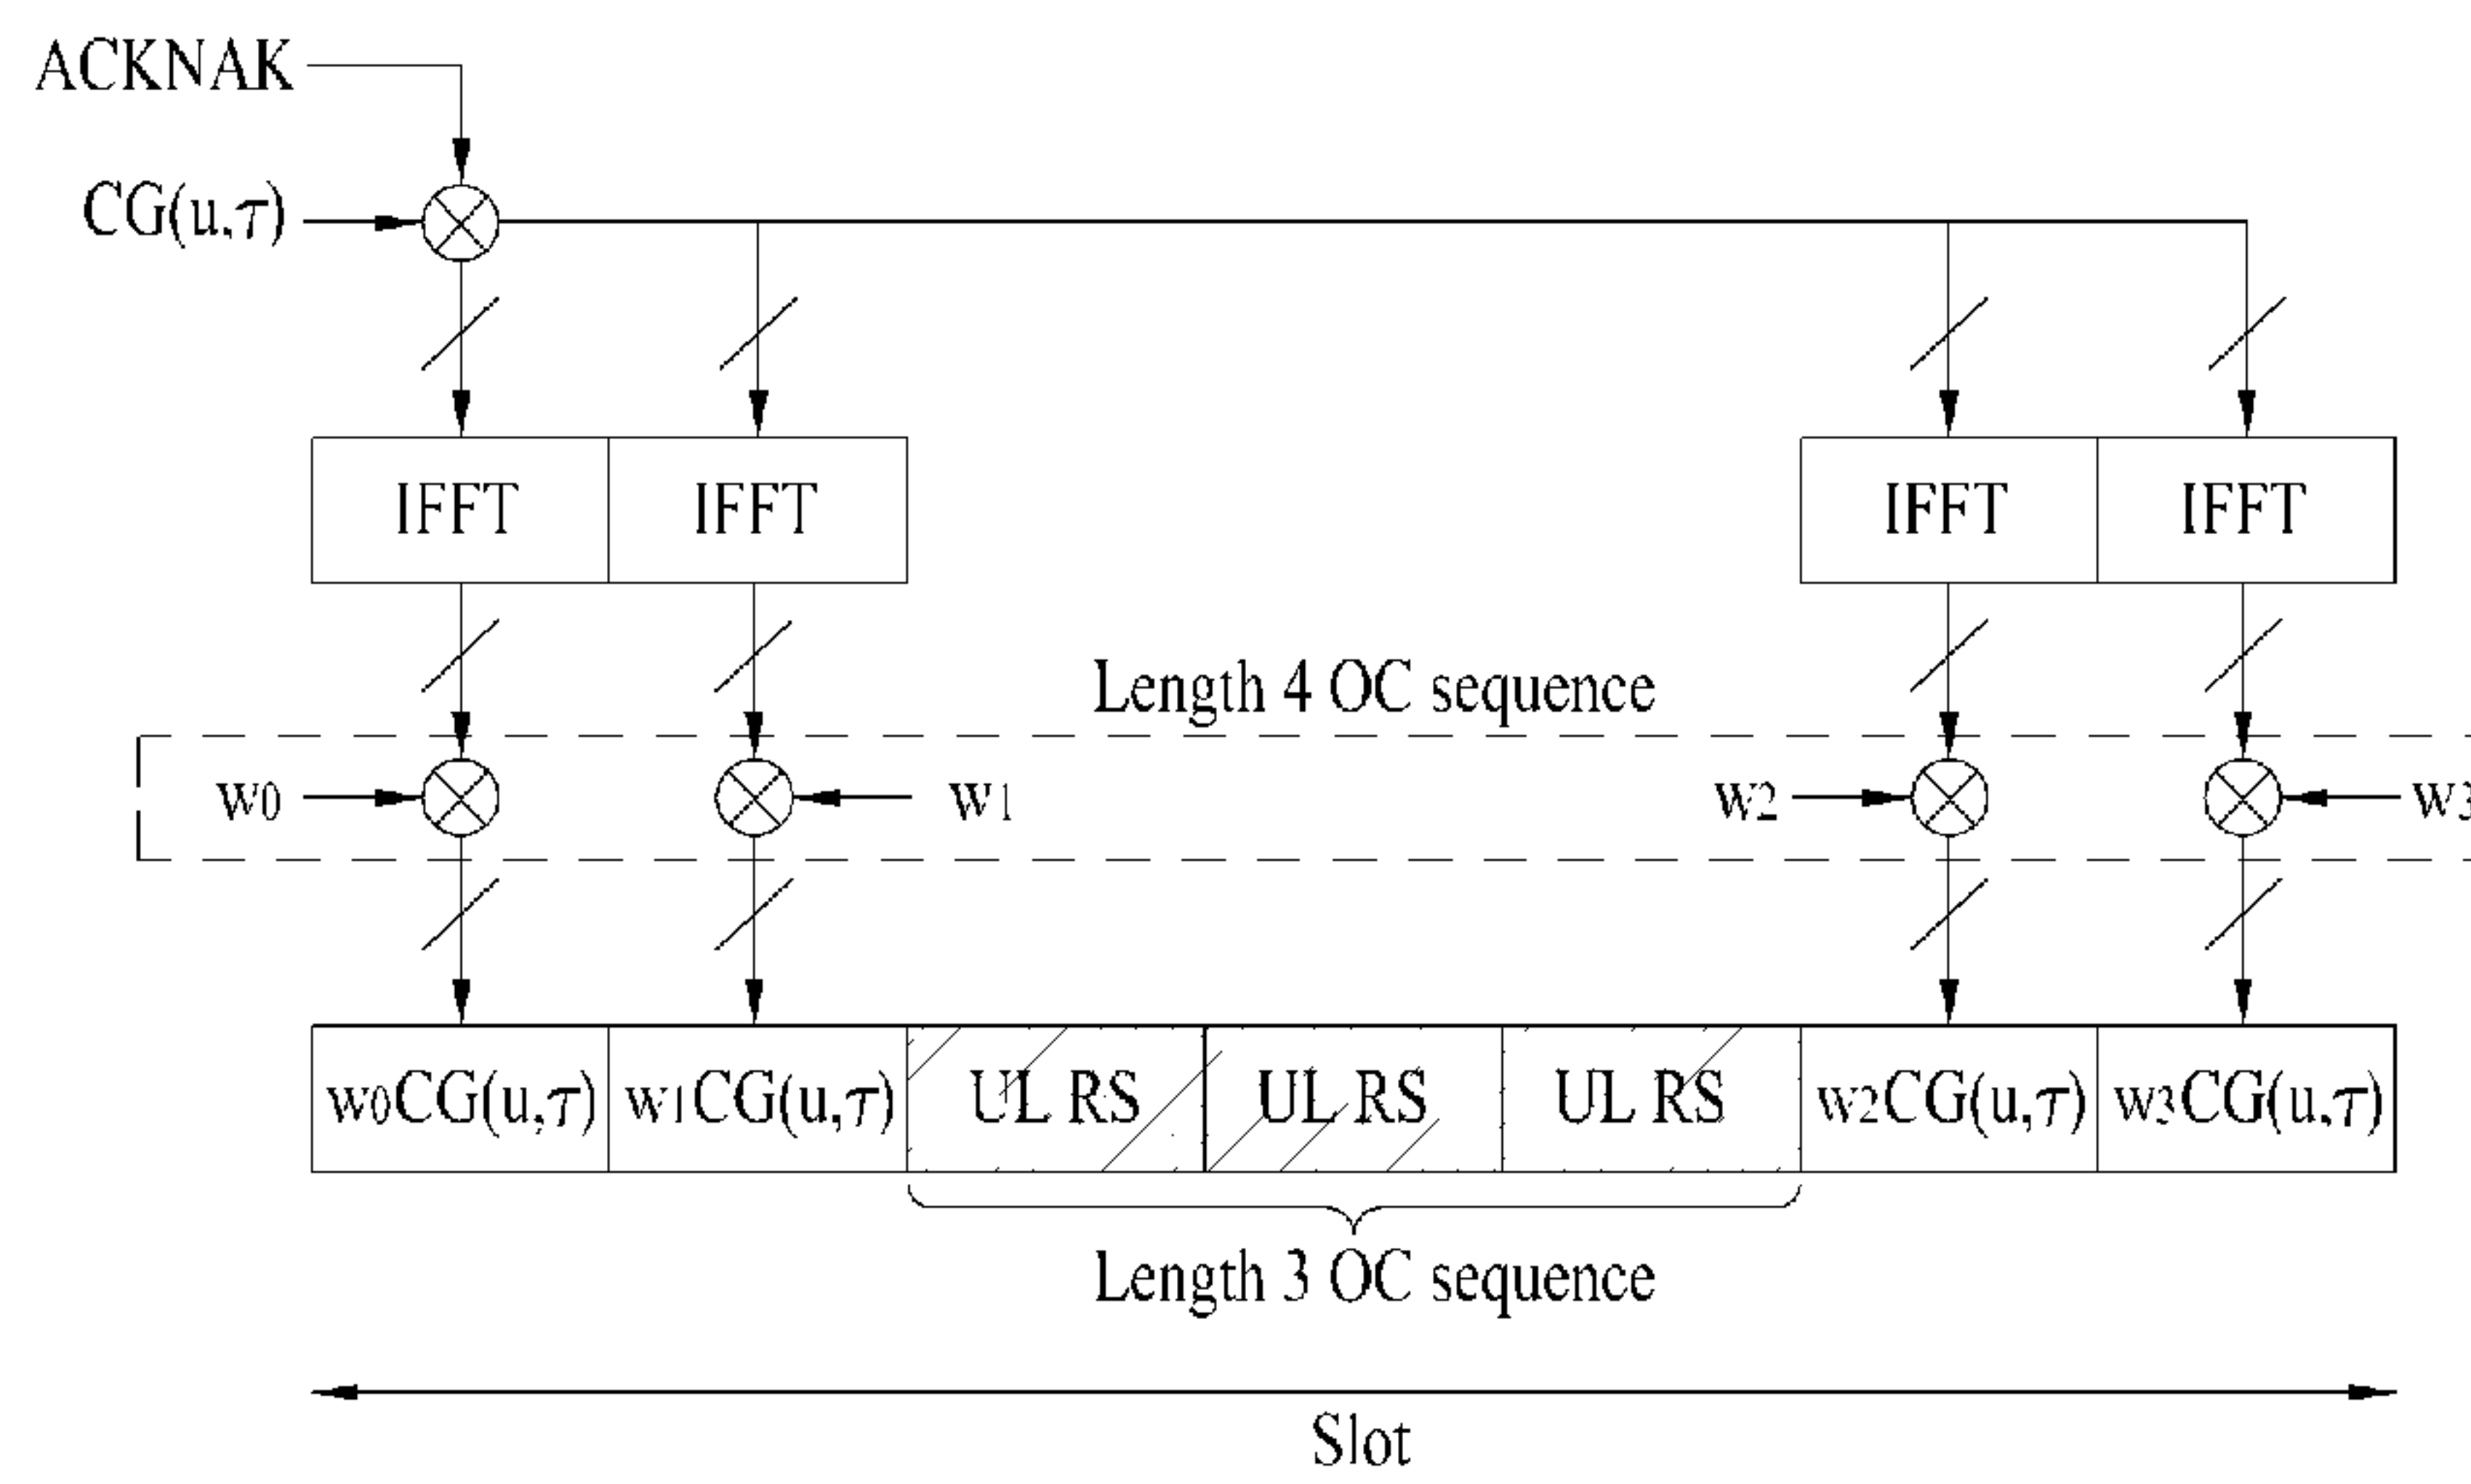 ACKNAK
CG(u,τ)
IFFT IFFT IFFT IFFT
Length 4 OC sequence
w0 w1 w2 w3
w0CG(u,τ) w1CG(u,τ) UL RS UL RS UL RS w2CG(u,τ) w3CG(u,τ)
Length 3 OC sequence
Slot